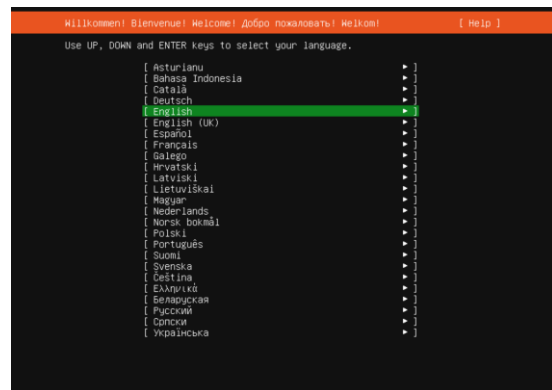 Willkommen! Bienvenue! Welcome! Добро пожаловать! Welkom! [ Help ]
Use UP, DOWN and ENTER keys to select your language.
[ Asturianu ► ]
[ Bahasa Indonesia ► ]
[ Català ► ]
[ Deutsch ► ]
[ English ► ]
[ English (UK) ► ]
[ Español ► ]
[ Français ► ]
[ Galego ► ]
[ Hrvatski ► ]
[ Latviski ► ]
[ Lietuviškai ► ]
[ Magyar ► ]
[ Nederlands ► ]
[ Norsk bokmål ► ]
[ Polski ► ]
[ Português ► ]
[ Suomi ► ]
[ Svenska ► ]
[ Čeština ► ]
[ Ελληνικά ► ]
[ Беларуская ► ]
[ Русский ► ]
[ Српски ► ]
[ Українська ► ]